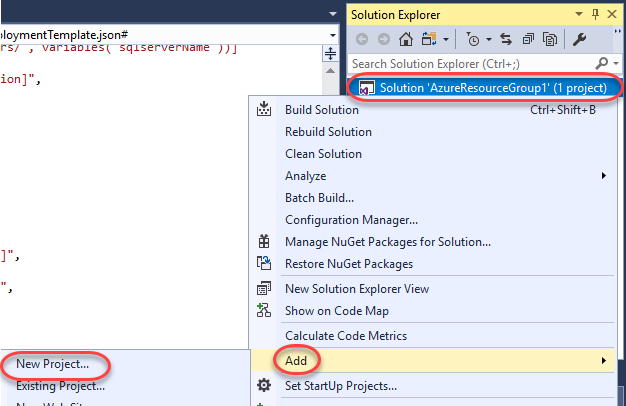 ploymentTemplate.json#
rs/', variables('sqlserverName'))]
ion]",
]",
",
Solution Explorer
Search Solution Explorer (Ctrl+;)
Solution 'AzureResourceGroup1' (1 project)
Build Solution Ctrl+Shift+B
Rebuild Solution
Clean Solution
Analyze
Batch Build...
Configuration Manager...
Manage NuGet Packages for Solution...
Restore NuGet Packages
New Solution Explorer View
Show on Code Map
Calculate Code Metrics
Add
Set StartUp Projects...
New Project...
Existing Project...